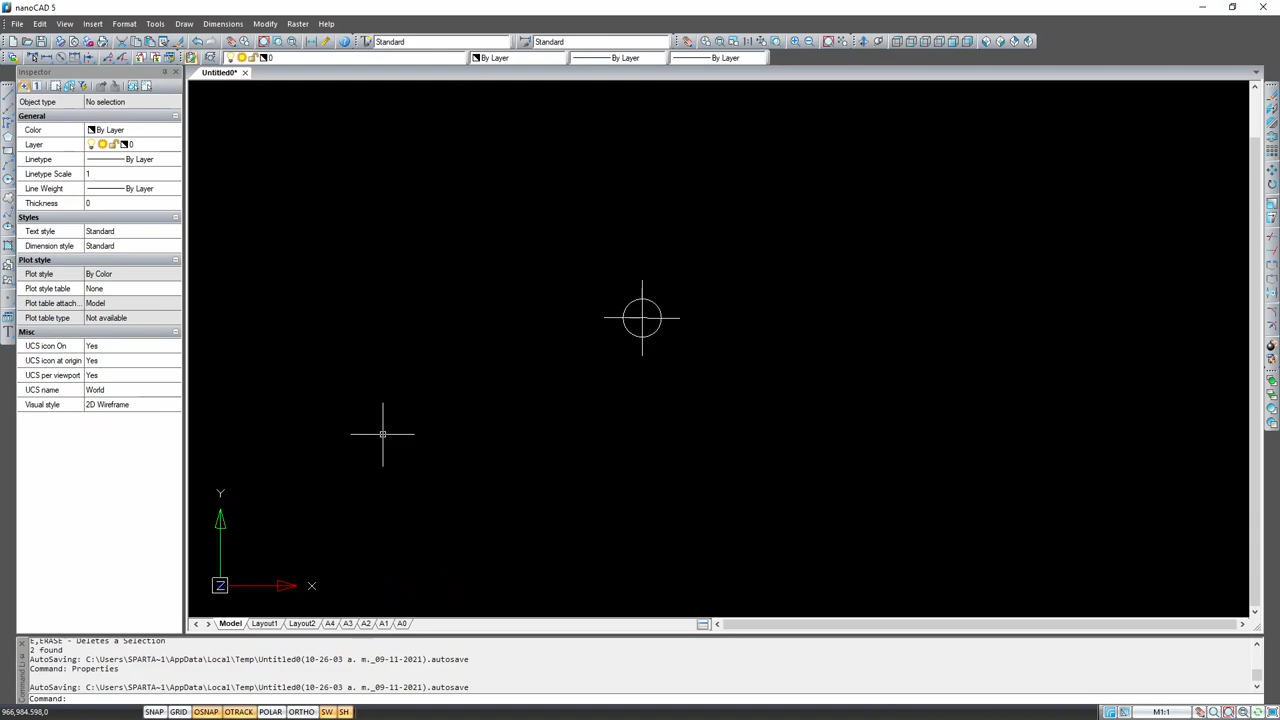 nanoCAD 5
File Edit View Insert Format Tools Draw Dimensions Modify Raster Help
Standard Standard
0 By Layer By Layer By Layer
Inspector
Untitled0*
Object type No selection
General
Color By Layer
Layer 0
Linetype By Layer
Linetype Scale 1
Line Weight By Layer
Thickness 0
Styles
Text style Standard
Dimension style Standard
Plot style
Plot style By Color
Plot style table None
Plot table attach... Model
Plot table type Not available
Misc
UCS icon On Yes
UCS icon at origin Yes
UCS per viewport Yes
UCS name World
Visual style 2D Wireframe
Y
Z X
Model Layout1 Layout2 A4 A3 A2 A1 A0
E,ERASE - Deletes a Selection
2 found
AutoSaving: C:\Users\SPARTA~1\AppData\Local\Temp\Untitled0(10-26-03 a. m._09-11-2021).autosave
Command: Properties
AutoSaving: C:\Users\SPARTA~1\AppData\Local\Temp\Untitled0(10-26-03 a. m._09-11-2021).autosave
Command:
966,984.598,0 SNAP GRID OSNAP OTRACK POLAR ORTHO SW SH M1:1